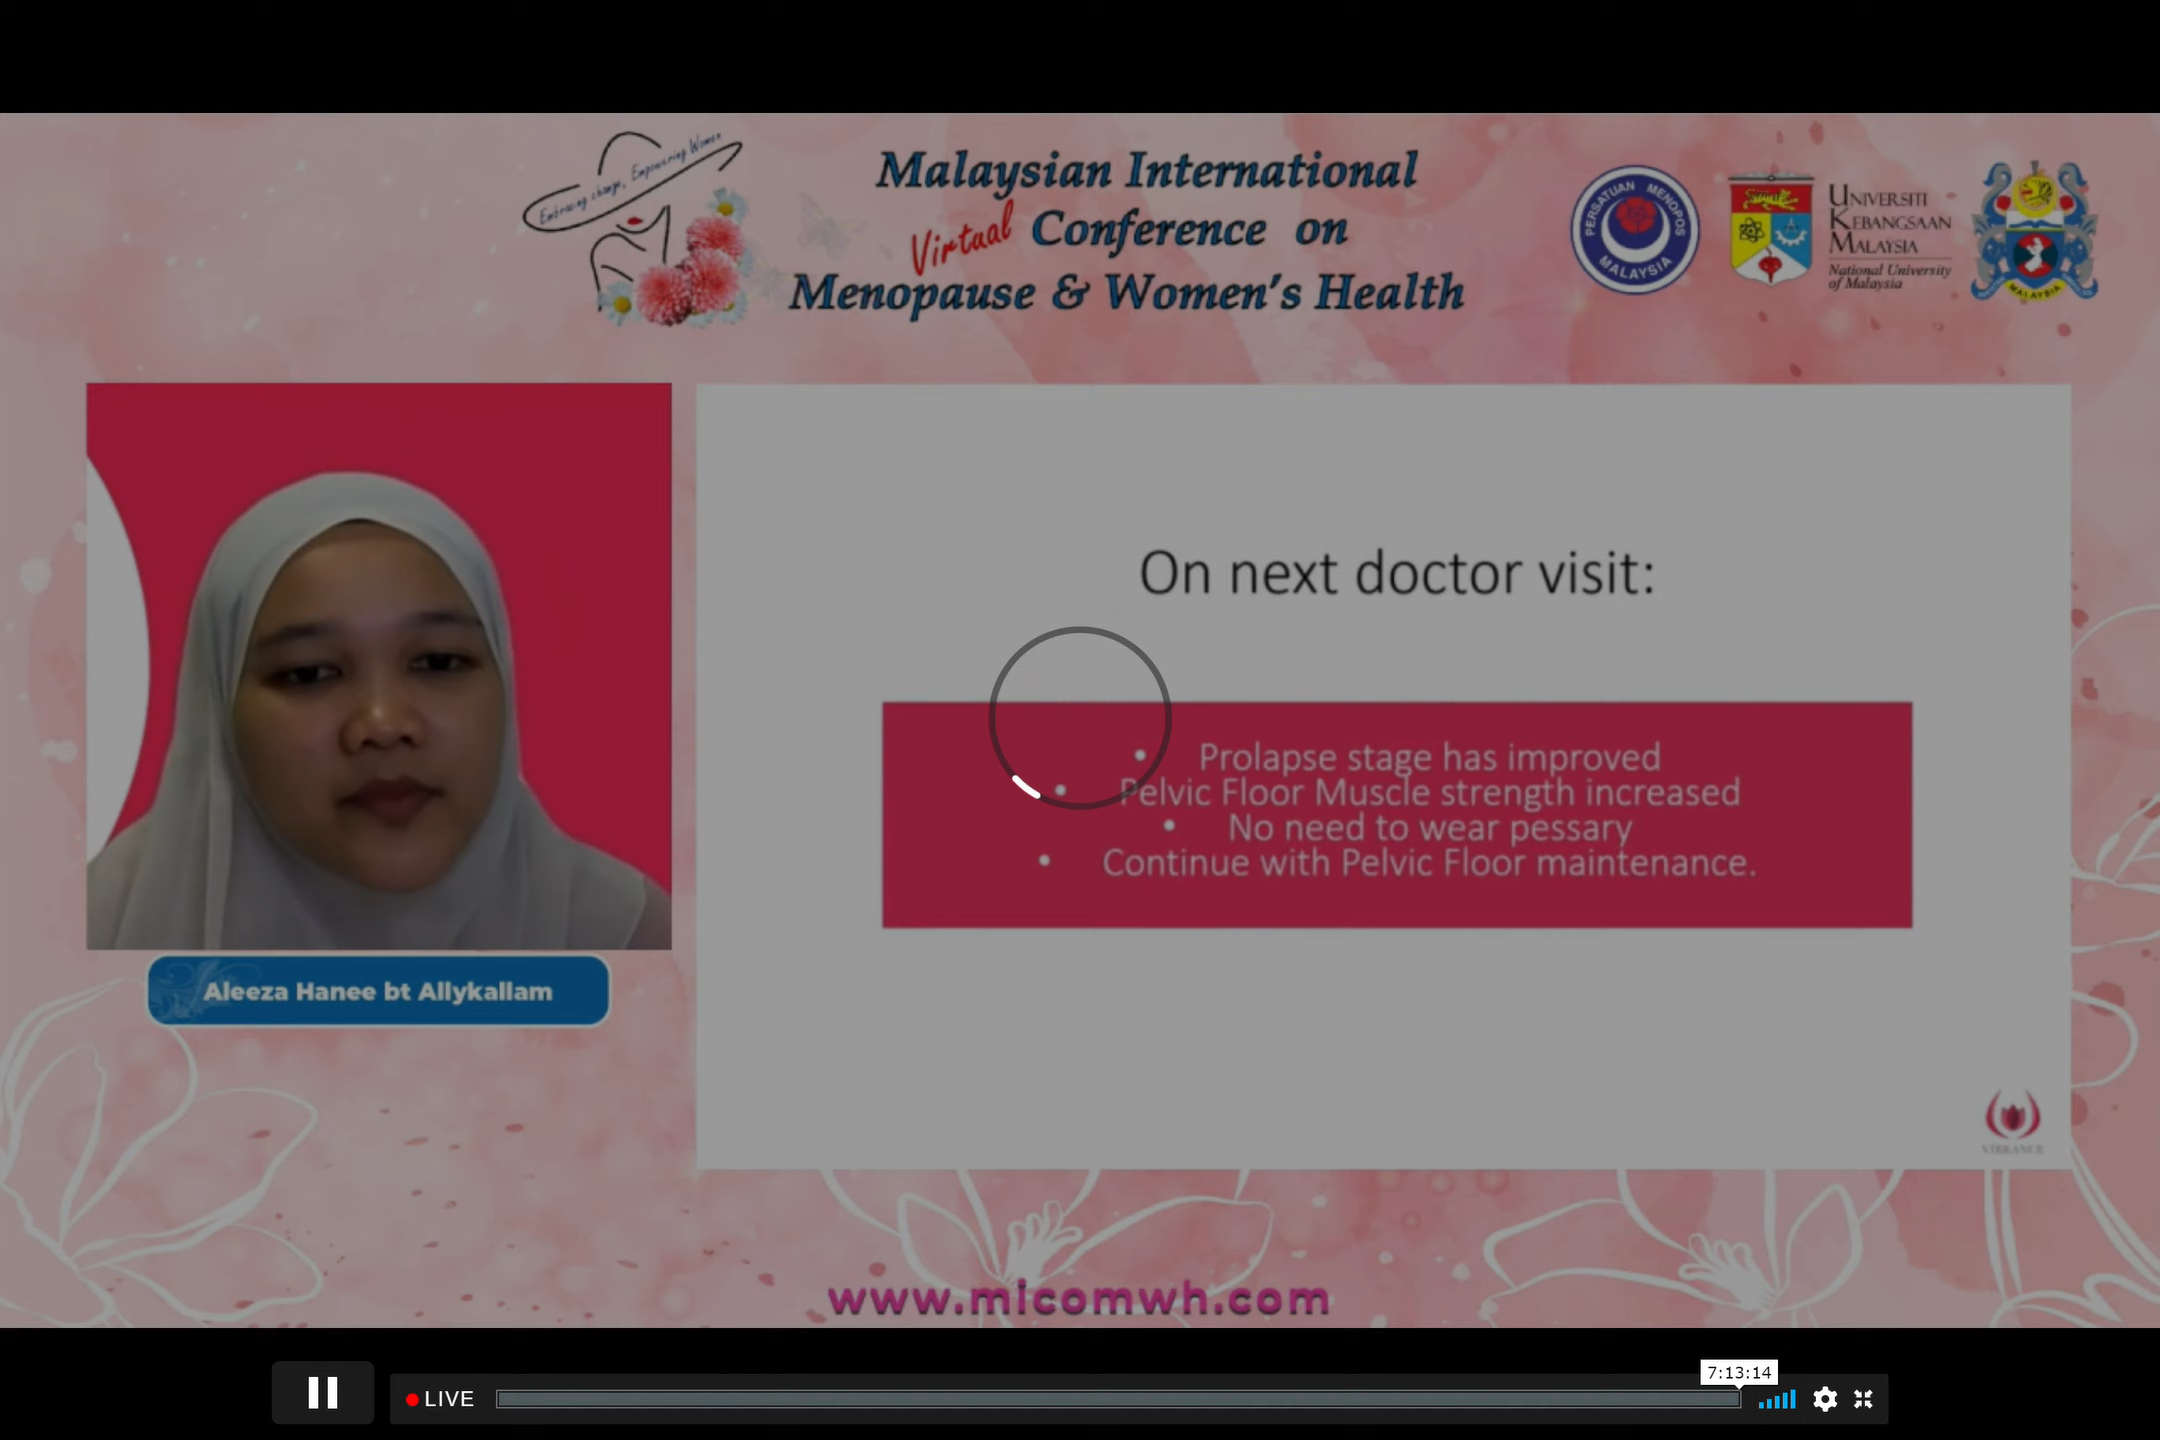 Embracing change, Empowering Women
Malaysian International
Virtual Conference on
Menopause & Women's Health
PERSATUAN MENOPOS
MALAYSIA
UNIVERSITI
KEBANGSAAN
MALAYSIA
National University
of Malaysia
MALAYSIA
On next doctor visit:
• Prolapse stage has improved
• Pelvic Floor Muscle strength increased
• No need to wear pessary
• Continue with Pelvic Floor maintenance.
Aleeza Hanee bt Allykallam
VIBRANCE
www.micomwh.com
7:13:14
LIVE